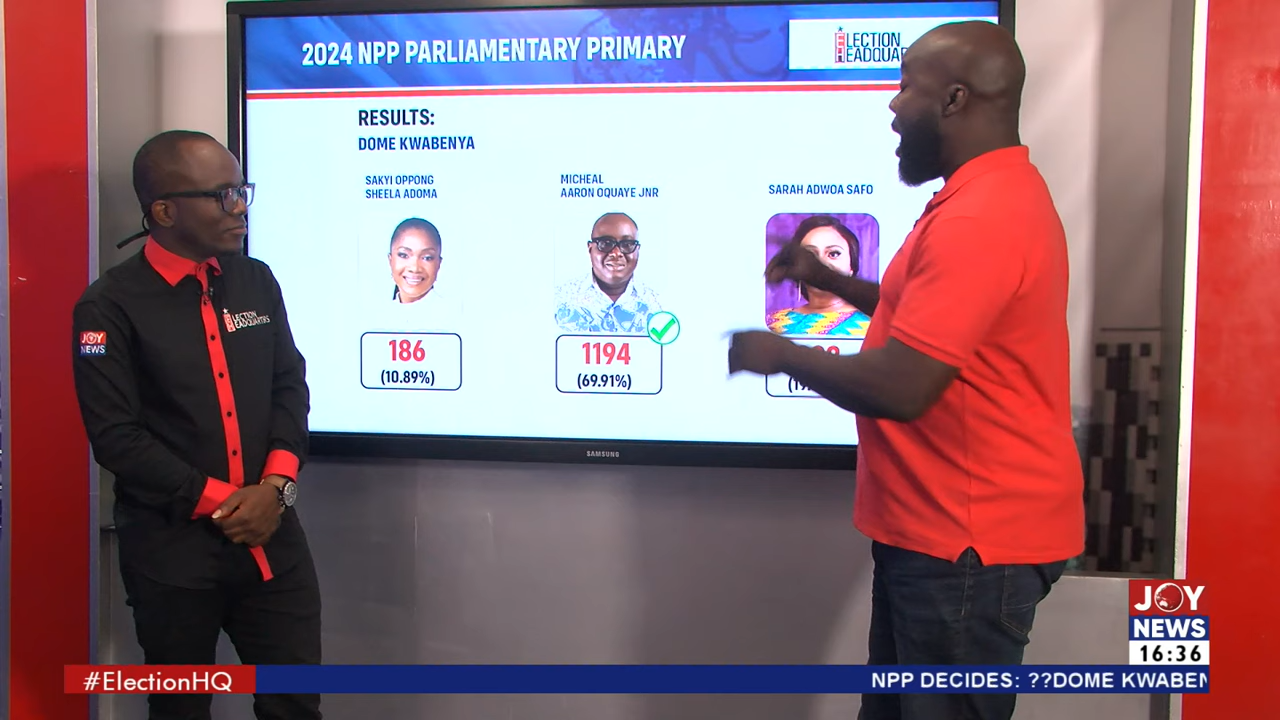 2024 NPP PARLIAMENTARY PRIMARY
RESULTS:
DOME KWABENYA
SAKYI OPPONG
SHEELA ADOMA
186
(10.89%)
MICHEAL
AARON OQUAYE JNR
1194
(69.91%)
SARAH ADWOA SAFO
SAMSUNG
JOY
NEWS
ELECTION
HEADQUARTERS
JOY
NEWS
16:36
#ElectionHQ
NPP DECIDES: ??DOME KWABEN